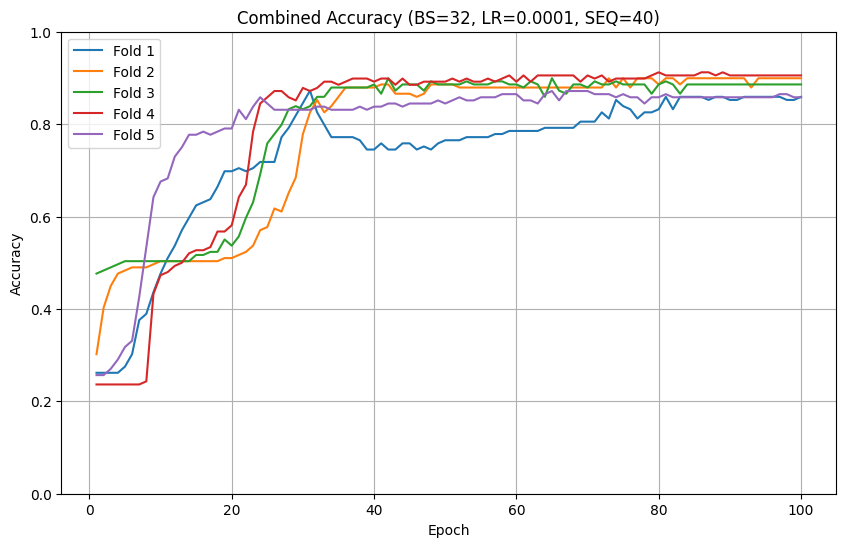 Combined Accuracy (BS=32, LR=0.0001, SEQ=40)
Fold 1
Fold 2
Fold 3
Fold 4
Fold 5
Accuracy
1.0
0.8
0.6
0.4
0.2
0.0
0 20 40 60 80 100
Epoch